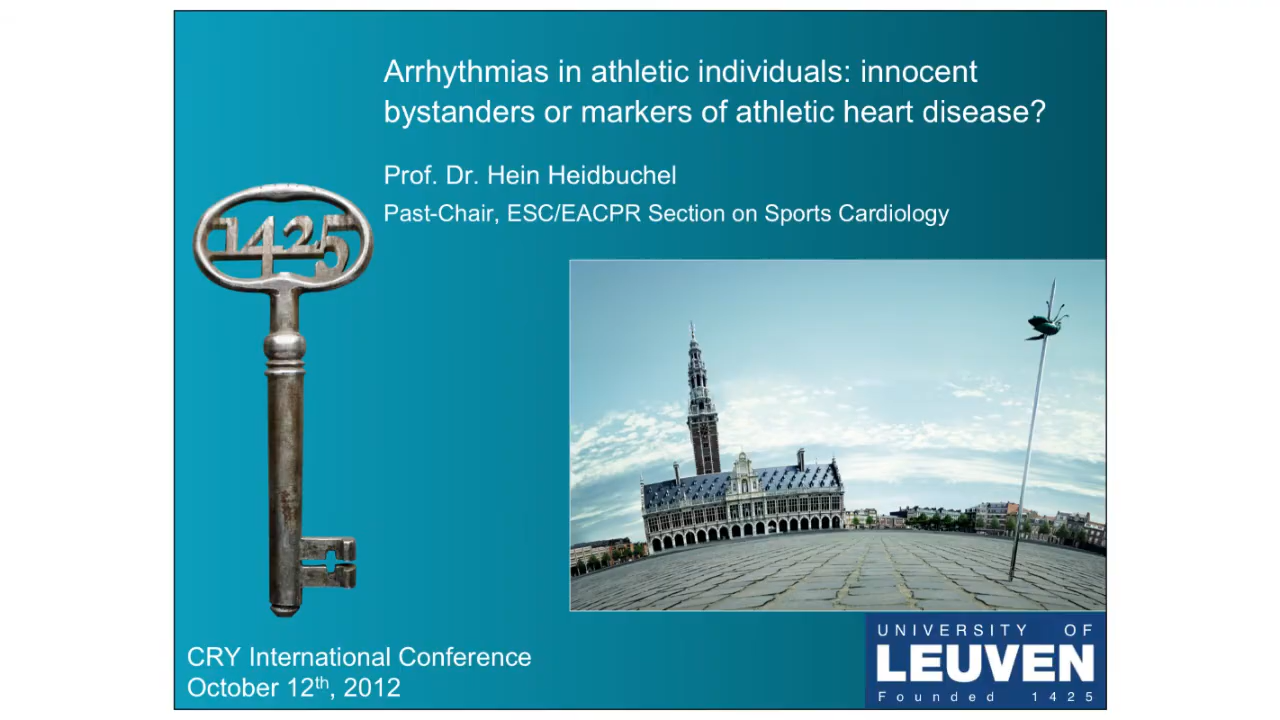 Arrhythmias in athletic individuals: innocent
bystanders or markers of athletic heart disease?
Prof. Dr. Hein Heidbuchel
Past-Chair, ESC/EACPR Section on Sports Cardiology
1425
CRY International Conference
October 12th, 2012
UNIVERSITY OF
LEUVEN
Founded 1425